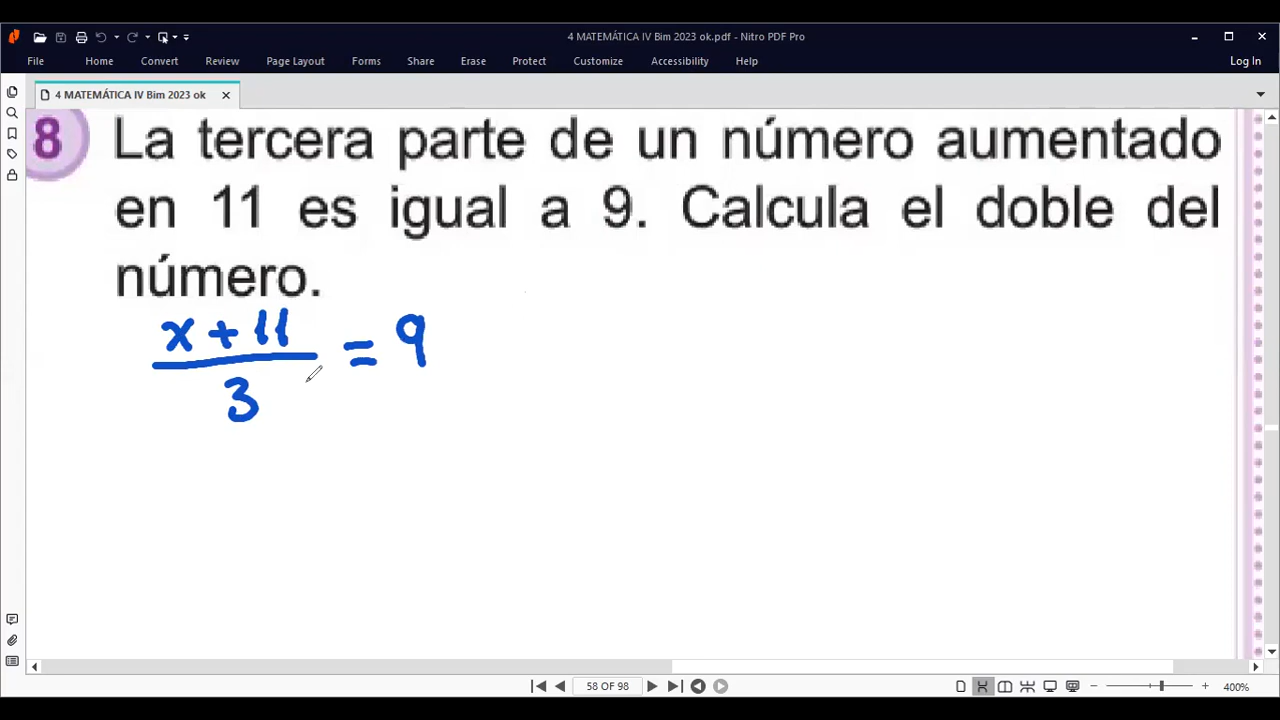 4 MATEMÁTICA IV Bim 2023 ok.pdf - Nitro PDF Pro
File Home Convert Review Page Layout Forms Share Erase Protect Customize Accessibility Help Log In
4 MATEMÁTICA IV Bim 2023 ok
8 La tercera parte de un número aumentado
en 11 es igual a 9. Calcula el doble del
número.
x + 11
= 9
3
58 OF 98
400%